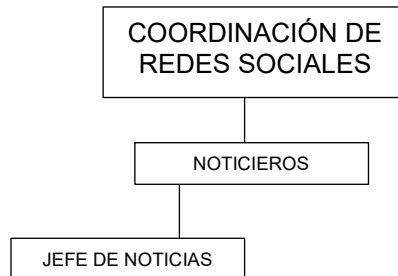 COORDINACIÓN DE
REDES SOCIALES
NOTICIEROS
JEFE DE NOTICIAS